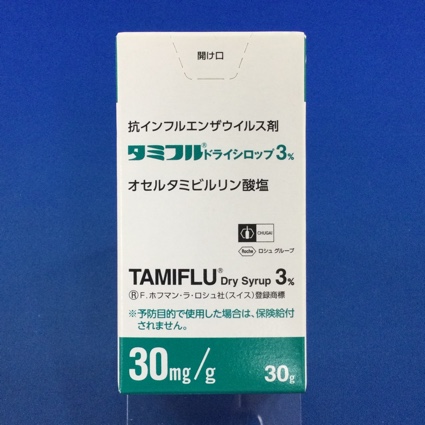 開け口
抗インフルエンザウイルス剤
タミフル®ドライシロップ3%
オセルタミビルリン酸塩
CHUGAI
Roche ロシュ グループ
TAMIFLU® Dry Syrup 3%
®F.ホフマン・ラ・ロシュ社(スイス)登録商標
※予防目的で使用した場合は、保険給付
されません。
30mg/g 30g